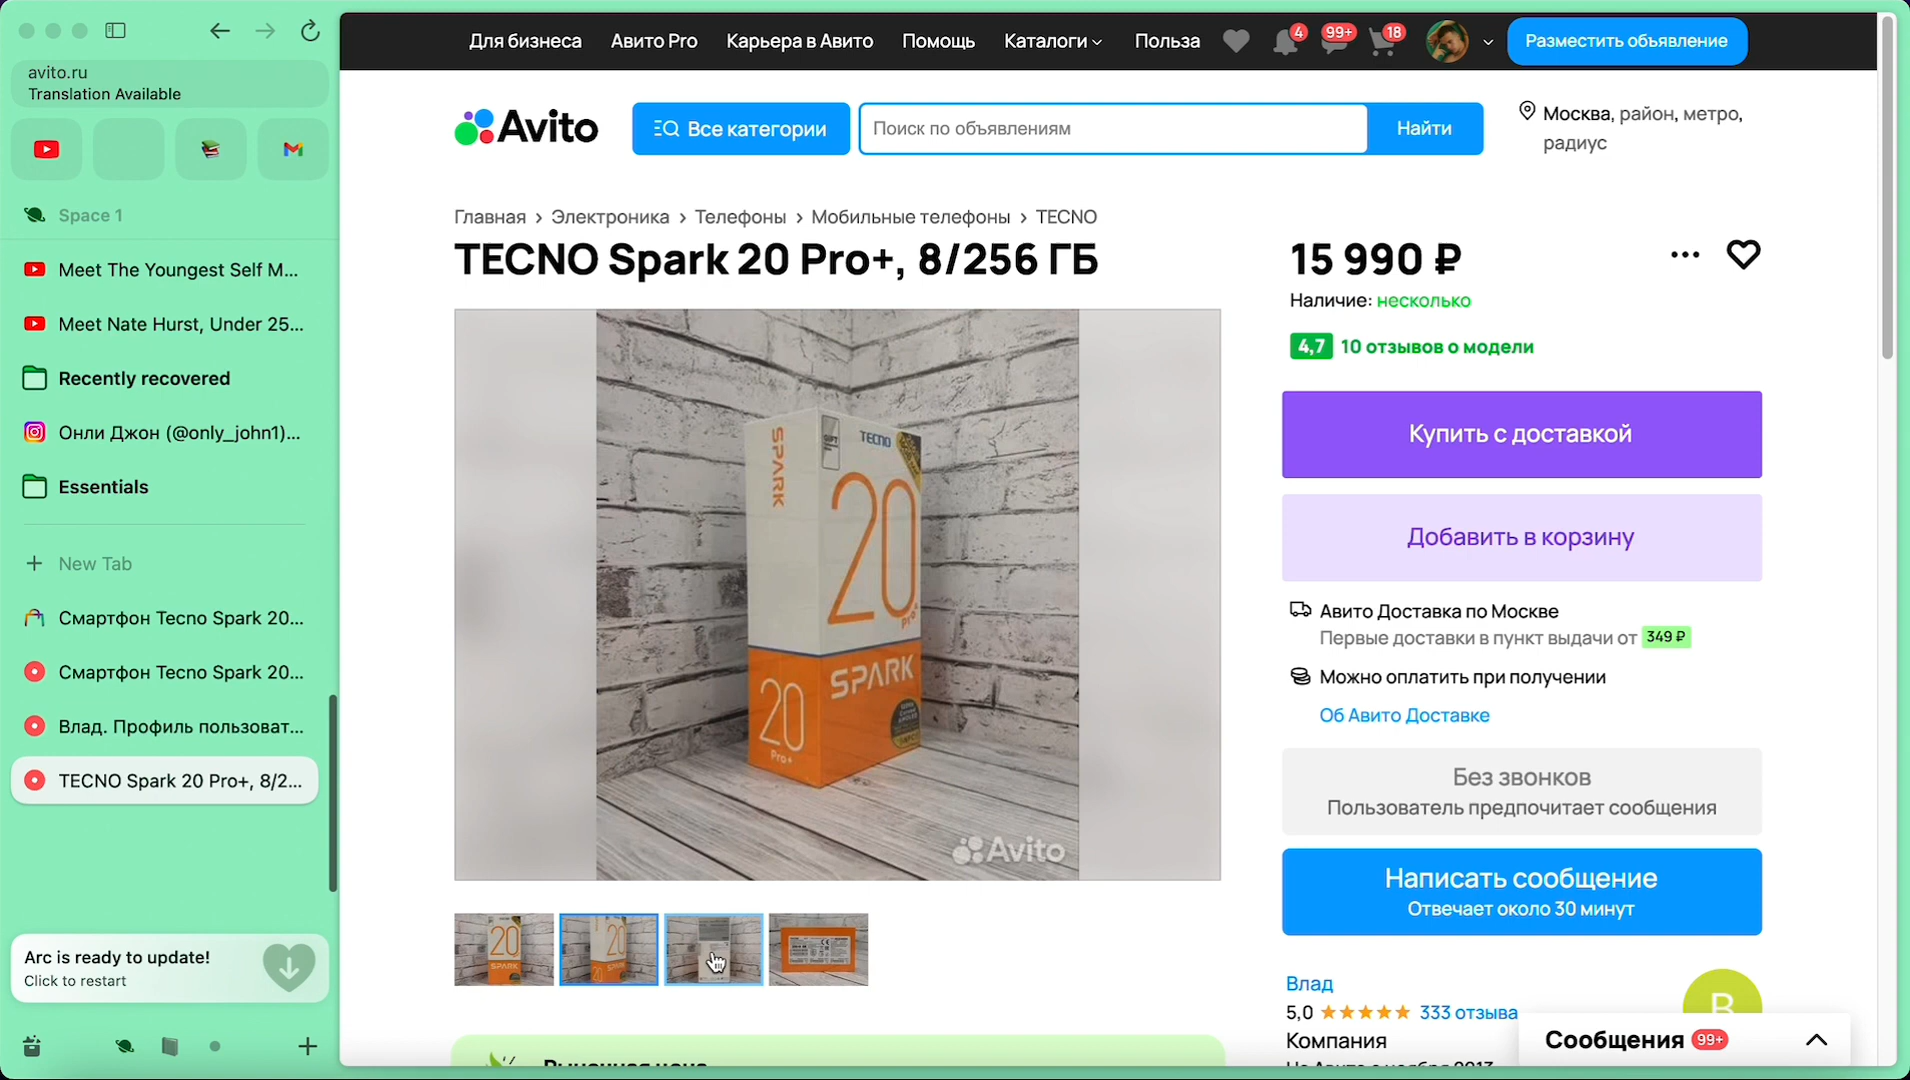 avito.ru
Translation Available
Space 1
Meet The Youngest Self M...
Meet Nate Hurst, Under 25...
Recently recovered
Онли Джон (@only_john1)...
Essentials
New Tab
Смартфон Tecno Spark 20...
Смартфон Tecno Spark 20...
Влад. Профиль пользоват...
TECNO Spark 20 Pro+, 8/2...
Arc is ready to update!
Click to restart
Для бизнеса Авито Pro Карьера в Авито Помощь Каталоги Польза 4 99+ 18 Разместить объявление
Avito Все категории Поиск по объявлениям Найти
Москва, район, метро,
радиус
Главная › Электроника › Телефоны › Мобильные телефоны › TECNO
TECNO Spark 20 Pro+, 8/256 ГБ
SPARK
TECNO
20
Pro+
SPARK
20
Pro+
Avito
15 990 ₽
Наличие: несколько
4,7 10 отзывов о модели
Купить с доставкой
Добавить в корзину
Авито Доставка по Москве
Первые доставки в пункт выдачи от 349 ₽
Можно оплатить при получении
Об Авито Доставке
Без звонков
Пользователь предпочитает сообщения
Написать сообщение
Отвечает около 30 минут
Влад
5,0 333 отзыва
Компания
В
Сообщения 99+